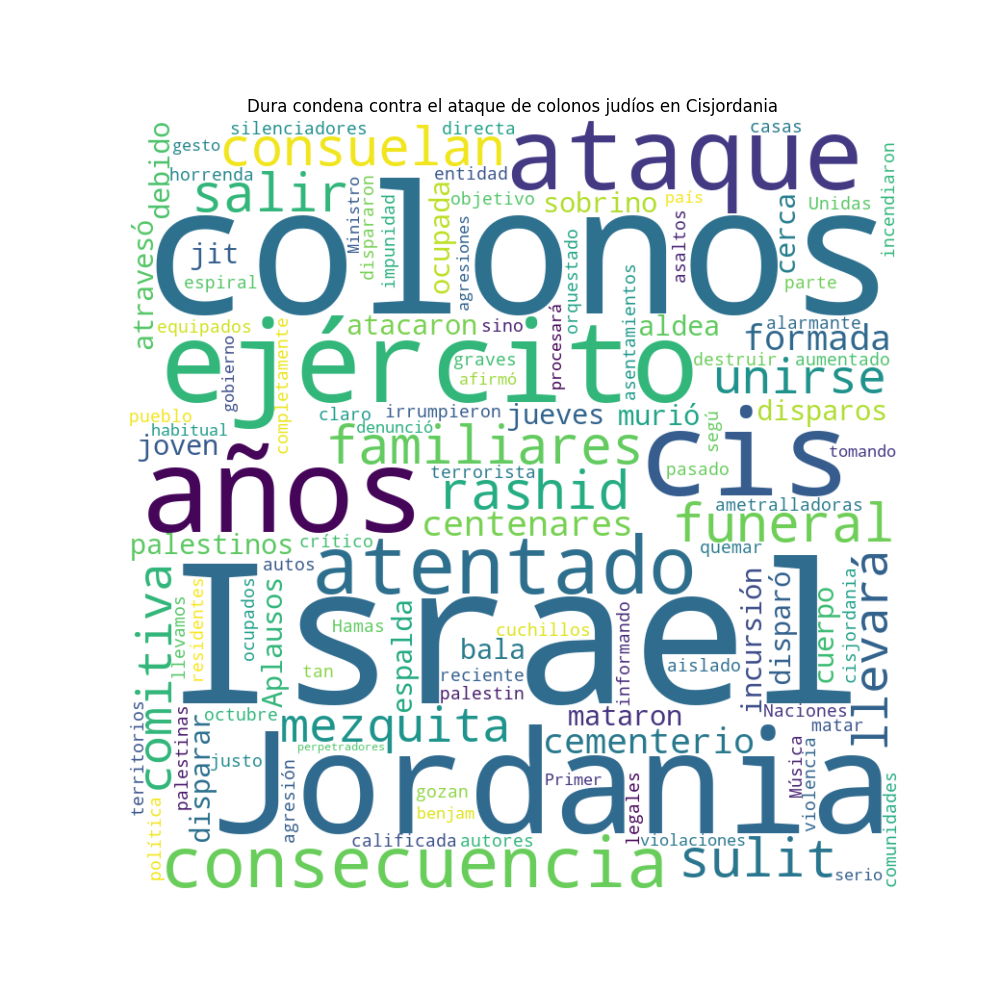 Dura condena contra el ataque de colonos judíos en Cisjordania
silenciadores
directa
casas
gesto
consuelan
ataque
debido
horrenda
salir
entidad
Ministro
dispararon
impunidad
ocupada
objetivo
sobrino
país
Unidas
cerca
incendiaron
colonos
atravesó
jit
espiral
agresiones
orquestado
asaltos
asentamientos
parte
equipados
gobierno
completamente
atacaron
sino
procesará
aldea
alarmante
formada
ejército
graves
afirmó
destruir
aumentado
unirse
pueblo
habitual
claro
denunció
irrumpieron
jueves
murió
segú
disparos
joven
familiares
cis
tomando
años
terrorista
rashid
pasado
ametralladoras
centenares
funeral
palestinos
crítico
autos
atentado
quemar
comitiva
llevamos
residentes
ocupados
Aplausos
Israel
Hamas
tan
espalda
cuchillos
bala
reciente
palestin
informando
aislado
incursión
disparó
cuerpo
cisjordania
llevará
territorios
palestinas
octubre
disparar
mezquita
perpetradores
mataron
cementerio
Naciones
matar
justo
agresión
Jordania
gozan
benjam
Primer
legales
Música
violencia
política
calificada
autores
violaciones
comunidades
consecuencia
sulit
serio